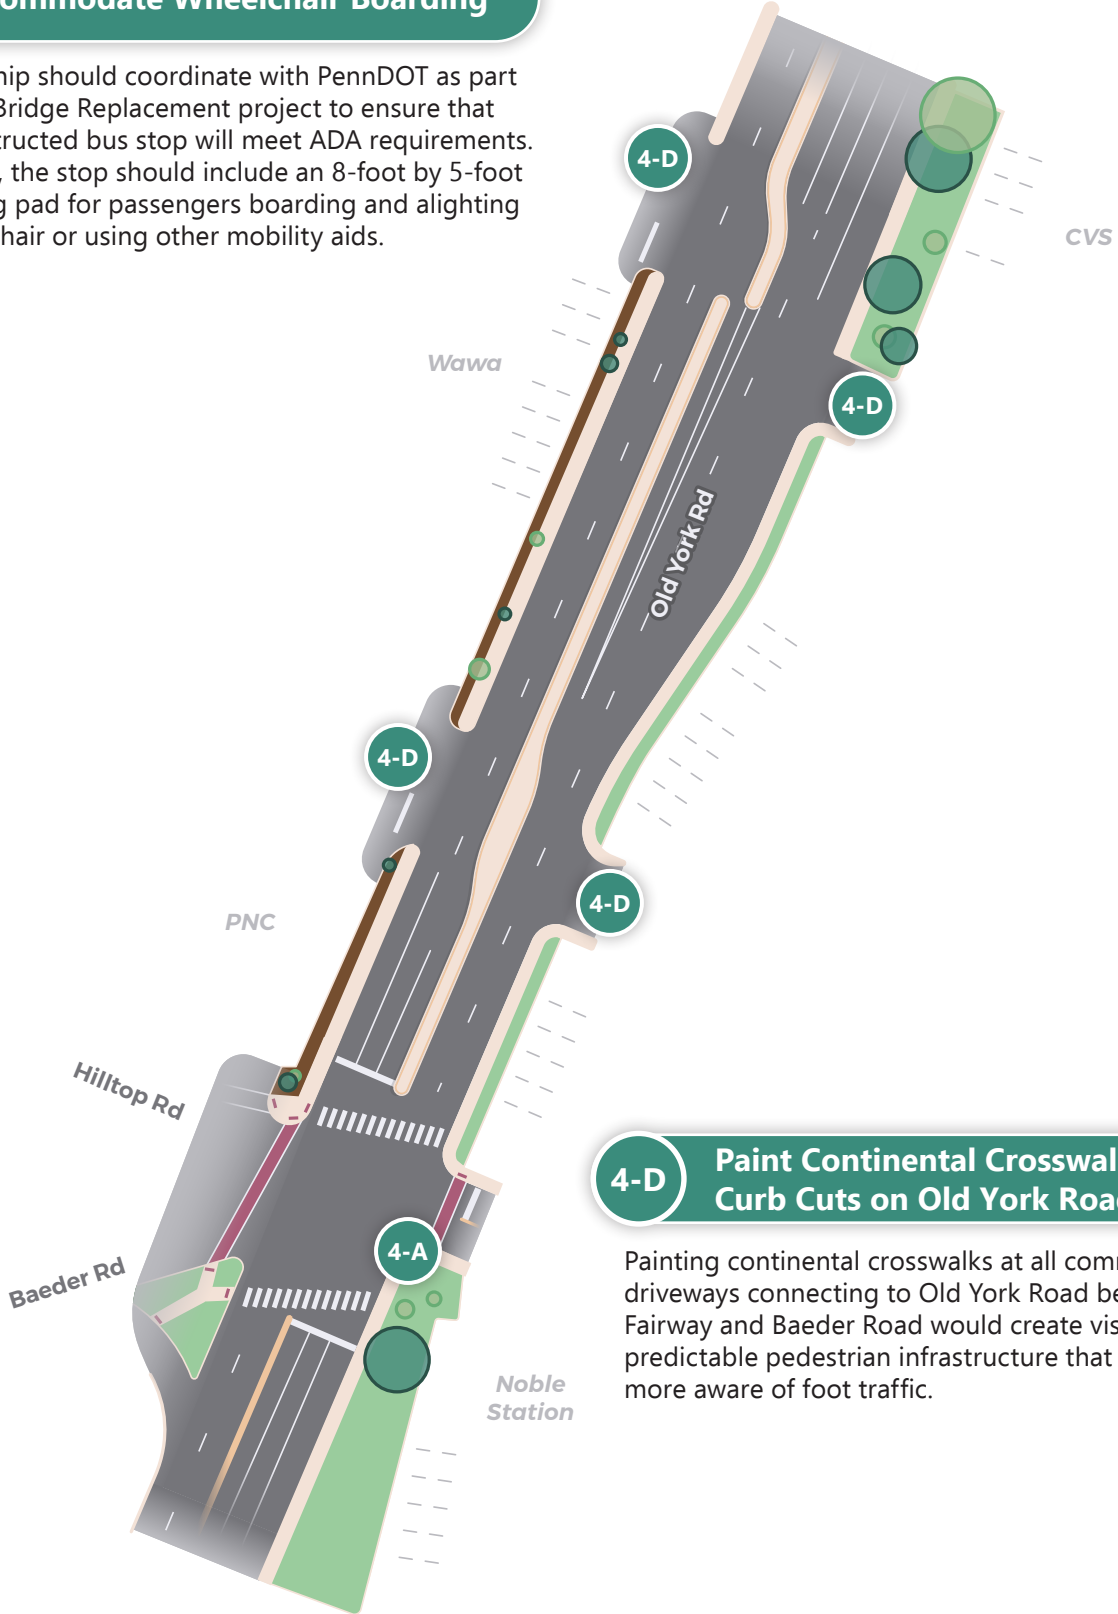 ommodate Wheelchair Boarding
hip should coordinate with PennDOT as part
Bridge Replacement project to ensure that
tructed bus stop will meet ADA requirements.
, the stop should include an 8-foot by 5-foot
g pad for passengers boarding and alighting
hair or using other mobility aids.
4-D
CVS
Wawa
4-D
Old York Rd
4-D
4-D
PNC
Hilltop Rd
4-A
Baeder Rd
Noble
Station
4-D
Paint Continental Crosswal
Curb Cuts on Old York Roa
Painting continental crosswalks at all comm
driveways connecting to Old York Road be
Fairway and Baeder Road would create vis
predictable pedestrian infrastructure that
more aware of foot traffic.